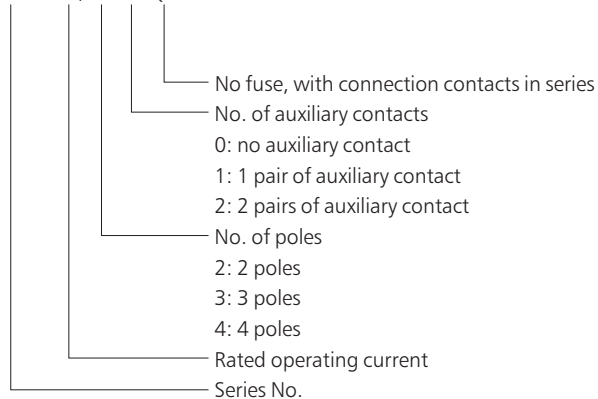 No fuse, with connection contacts in series
No. of auxiliary contacts
0: no auxiliary contact
1: 1 pair of auxiliary contact
2: 2 pairs of auxiliary contact
No. of poles
2: 2 poles
3: 3 poles
4: 4 poles
Rated operating current
Series No.